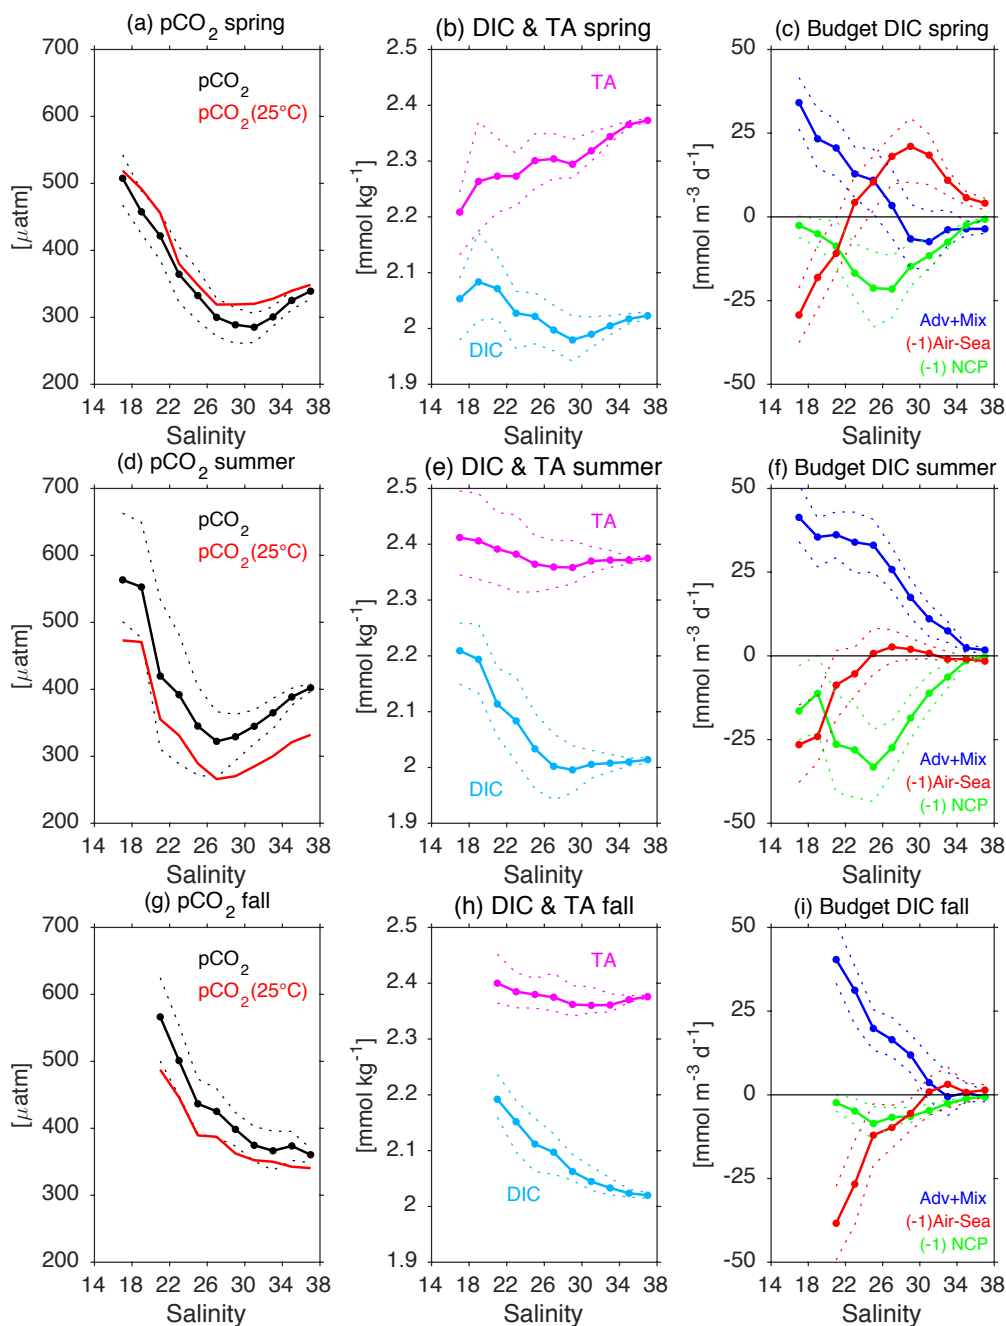 (a) pCO2 spring
(b) DIC & TA spring
(c) Budget DIC spring
700
600
500
400
300
200
[µatm]
pCO2
pCO2(25°C)
14 18 22 26 30 34 38
Salinity
2.5
2.4
2.3
2.2
2.1
2
1.9
[mmol kg-1]
TA
DIC
14 18 22 26 30 34 38
Salinity
50
25
0
-25
-50
[mmol m-3 d-1]
Adv+Mix
(-1)Air-Sea
(-1) NCP
14 18 22 26 30 34 38
Salinity
(d) pCO2 summer
(e) DIC & TA summer
(f) Budget DIC summer
700
600
500
400
300
200
[µatm]
pCO2
pCO2(25°C)
14 18 22 26 30 34 38
Salinity
2.5
2.4
2.3
2.2
2.1
2
1.9
[mmol kg-1]
TA
DIC
14 18 22 26 30 34 38
Salinity
50
25
0
-25
-50
[mmol m-3 d-1]
Adv+Mix
(-1)Air-Sea
(-1) NCP
14 18 22 26 30 34 38
Salinity
(g) pCO2 fall
(h) DIC & TA fall
(i) Budget DIC fall
700
600
500
400
300
200
[µatm]
pCO2
pCO2(25°C)
14 18 22 26 30 34 38
Salinity
2.5
2.4
2.3
2.2
2.1
2
1.9
[mmol kg-1]
TA
DIC
14 18 22 26 30 34 38
Salinity
50
25
0
-25
-50
[mmol m-3 d-1]
Adv+Mix
(-1)Air-Sea
(-1) NCP
14 18 22 26 30 34 38
Salinity